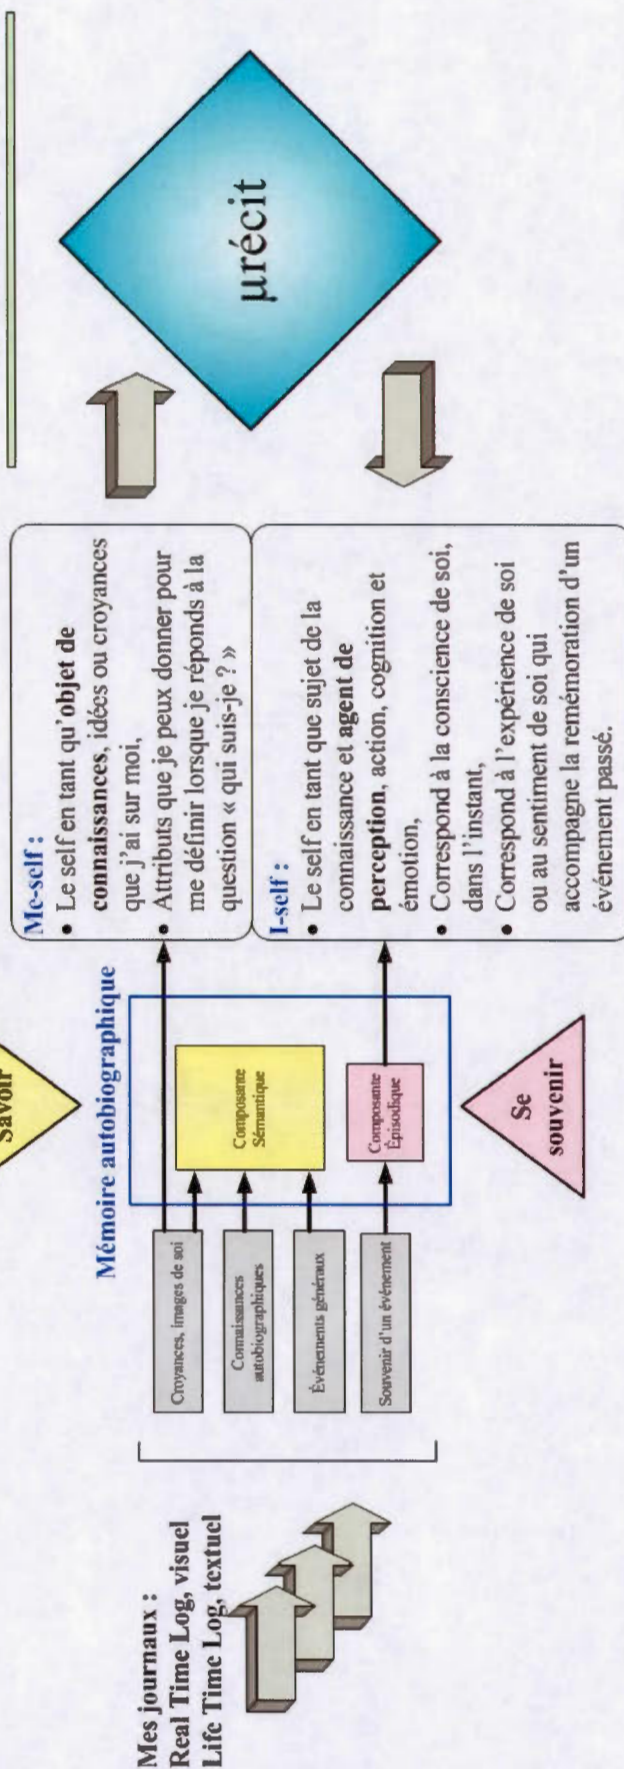 Mes journaux :
Real Time Log, visuel
Life Time Log, textuel
Savoir
Mémoire autobiographique
Croyances, images de soi
Connaissances
autobiographiques
Événements généraux
Souvenir d'un événement
Composante
Sémantique
Composante
Épisodique
Se
souvenir
Me-self :
• Le self en tant qu'objet de
connaissances, idées ou croyances
que j'ai sur moi,
• Attributs que je peux donner pour
me définir lorsque je réponds à la
question « qui suis-je ? »
I-self :
• Le self en tant que sujet de la
connaissance et agent de
perception, action, cognition et
émotion,
• Correspond à la conscience de soi,
dans l'instant,
• Correspond à l'expérience de soi
ou au sentiment de soi qui
accompagne la remémoration d'un
événement passé.
µrécit